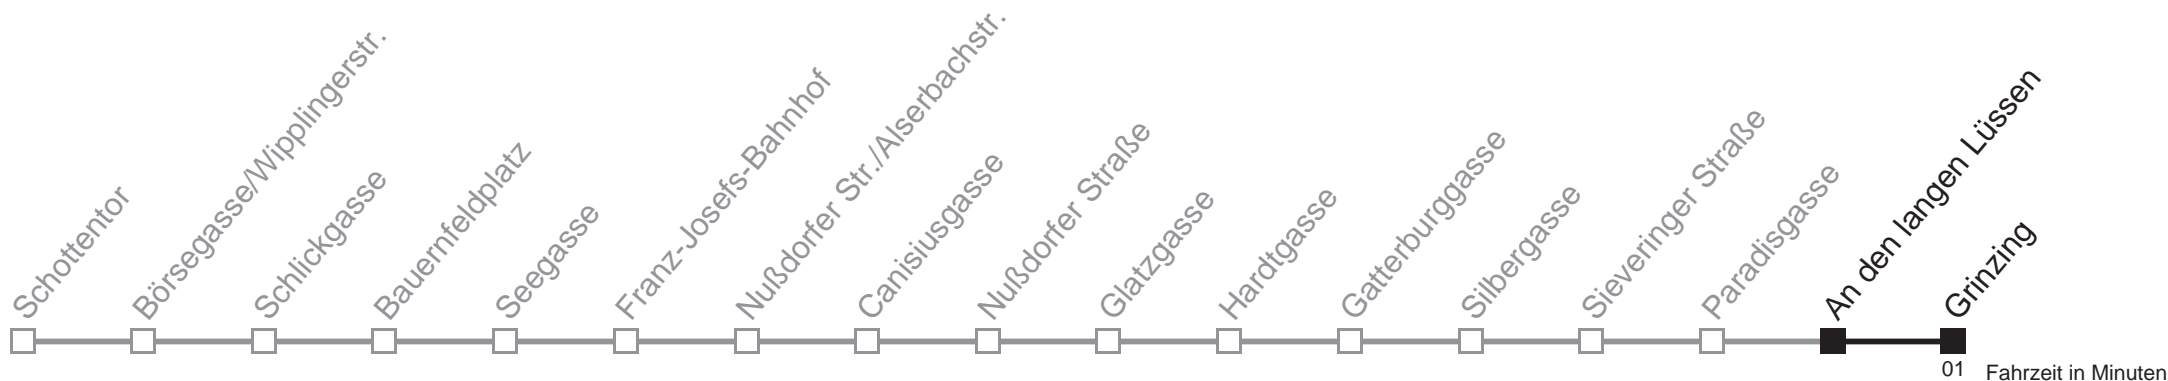 Schottentor
Börsegasse/Wipplingerstr.
Schlickgasse
Bauernfeldplatz
Seegasse
Franz-Josefs-Bahnhof
Nußdorfer Str./Alserbachstr.
Canisiusgasse
Nußdorfer Straße
Glatzgasse
Hardtgasse
Gatterburggasse
Silbergasse
Sieveringer Straße
Paradisgasse
An den langen Lüssen
Grinzing
01 Fahrzeit in Minuten